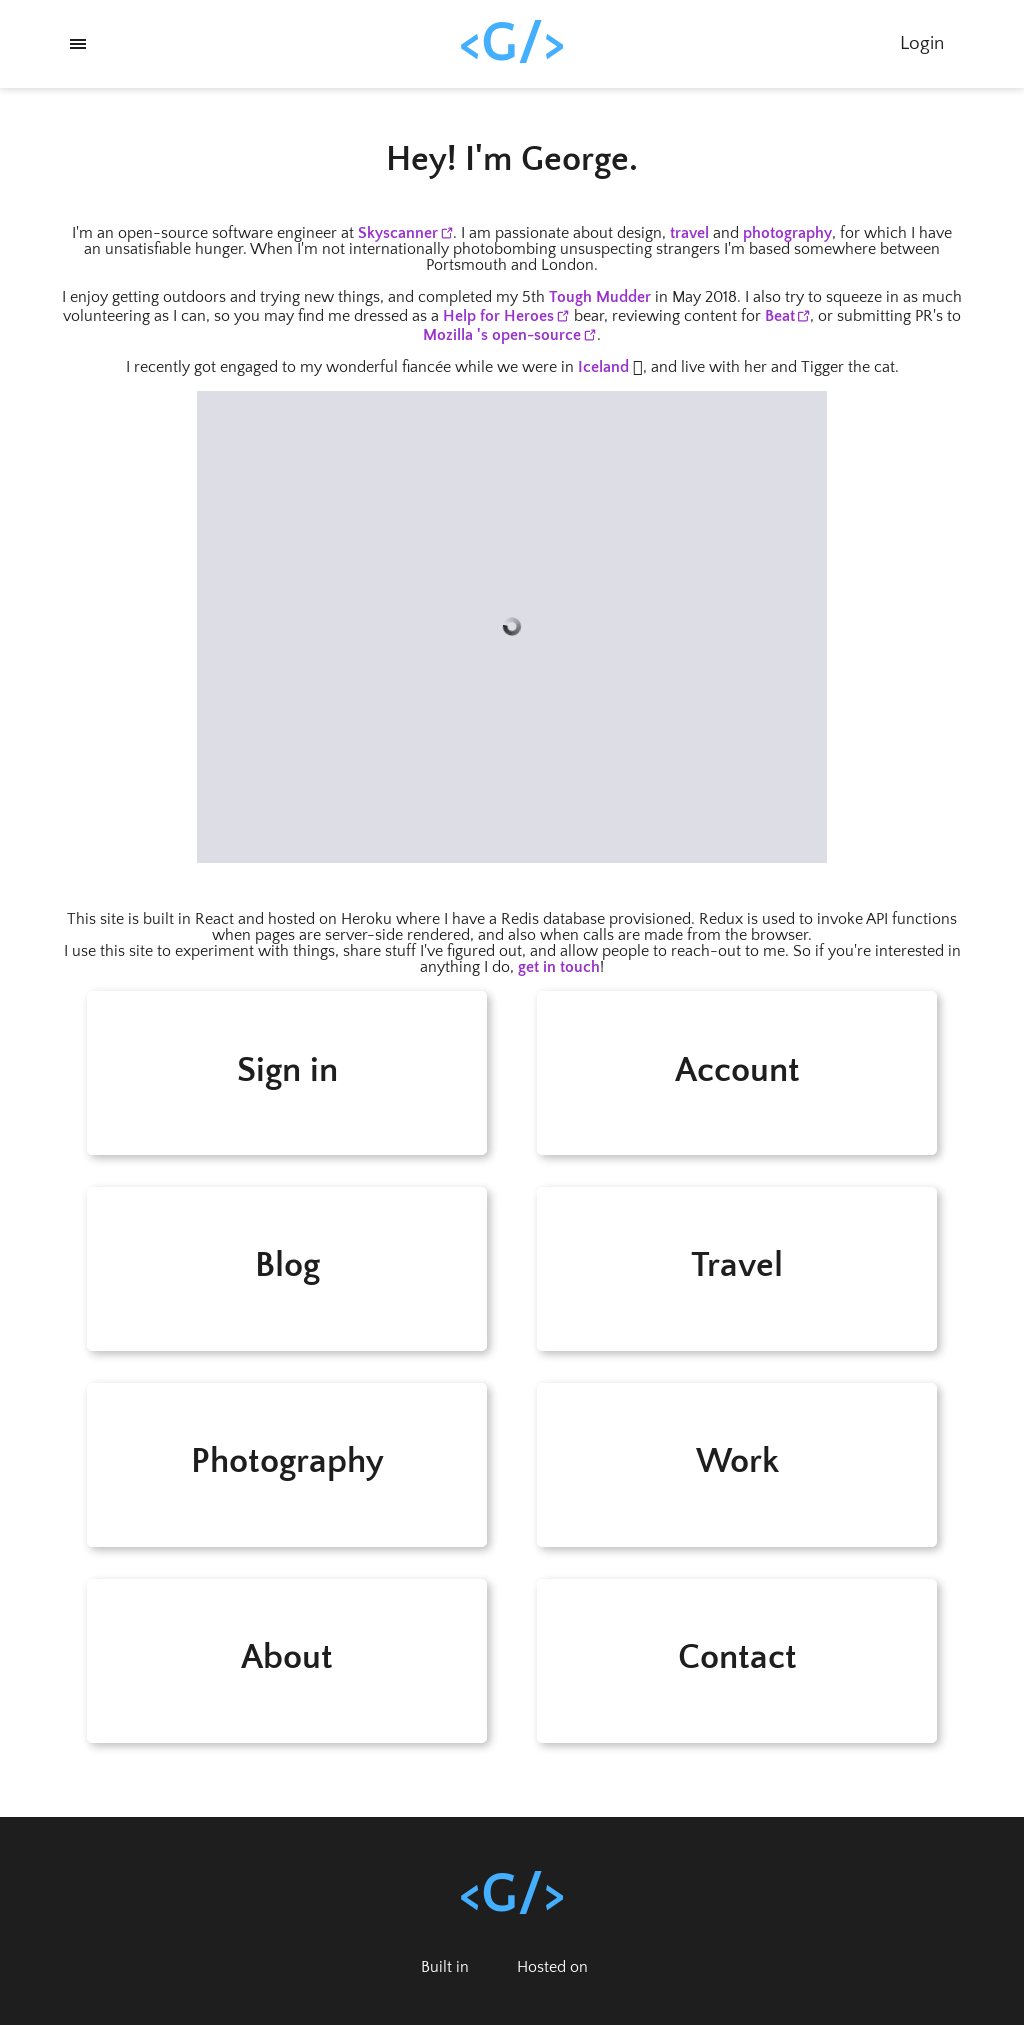 <G/>
Login
Hey! I'm George.
I'm an open-source software engineer at Skyscanner. I am passionate about design, travel and photography, for which I have
an unsatisfiable hunger. When I'm not internationally photobombing unsuspecting strangers I'm based somewhere between
Portsmouth and London.
I enjoy getting outdoors and trying new things, and completed my 5th Tough Mudder in May 2018. I also try to squeeze in as much
volunteering as I can, so you may find me dressed as a Help for Heroes bear, reviewing content for Beat, or submitting PR's to
Mozilla 's open-source.
I recently got engaged to my wonderful fiancée while we were in Iceland , and live with her and Tigger the cat.
This site is built in React and hosted on Heroku where I have a Redis database provisioned. Redux is used to invoke API functions
when pages are server-side rendered, and also when calls are made from the browser.
I use this site to experiment with things, share stuff I've figured out, and allow people to reach-out to me. So if you're interested in
anything I do, get in touch!
Sign in
Account
Blog
Travel
Photography
Work
About
Contact
<G/>
Built in
Hosted on